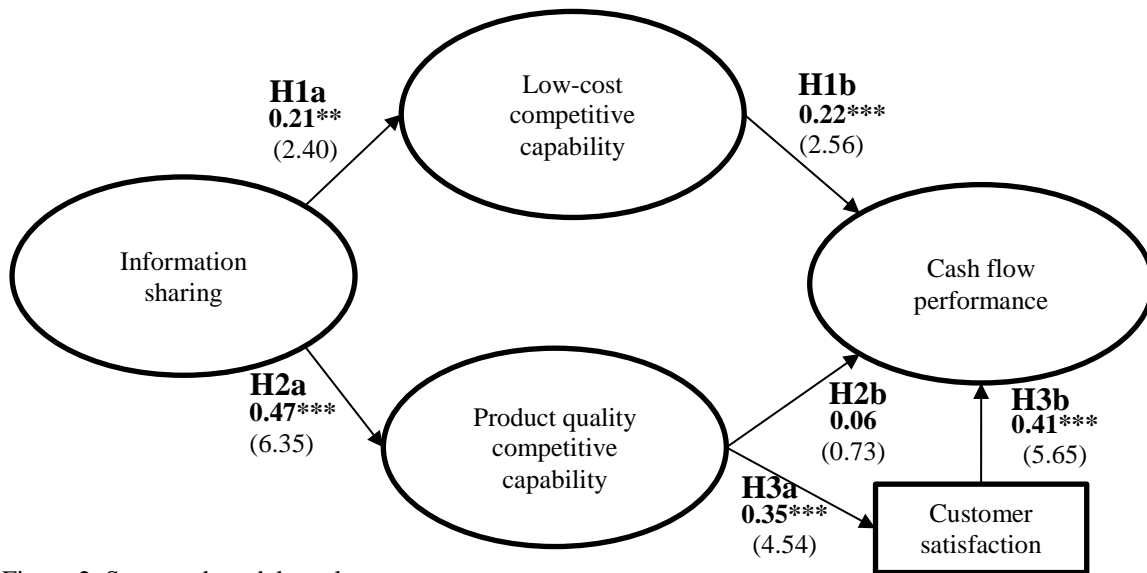 H1a
0.21**
(2.40)
Low-cost
competitive
capability
H1b
0.22***
(2.56)
Information
sharing
Cash flow
performance
H2a
0.47***
(6.35)
Product quality
competitive
capability
H2b
0.06
(0.73)
H3b
0.41***
(5.65)
H3a
0.35***
(4.54)
Customer
satisfaction